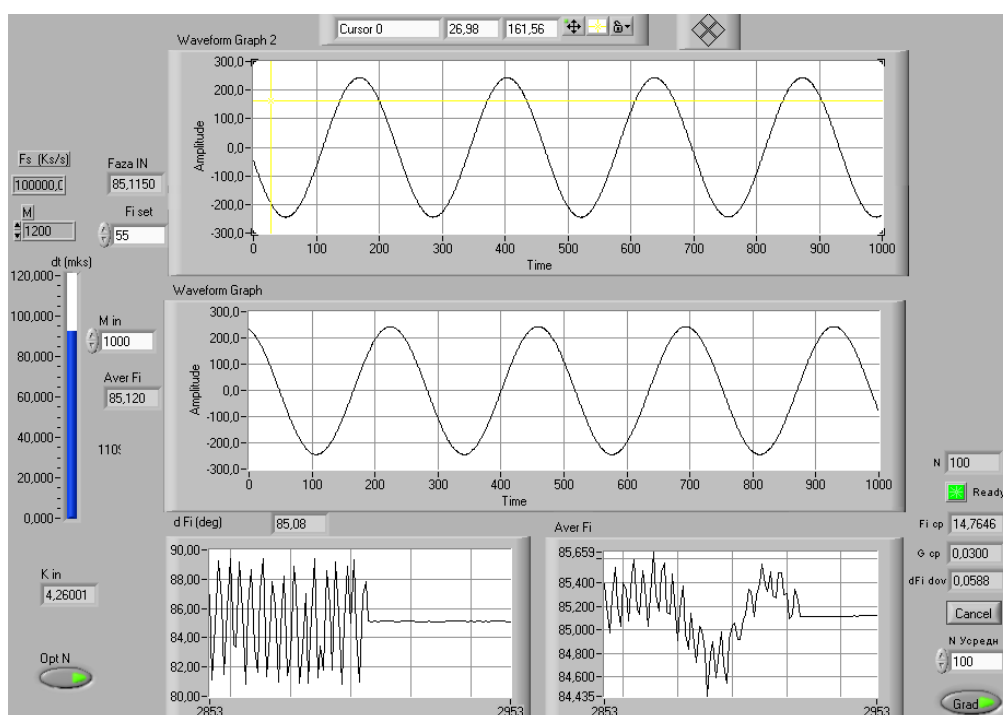 Cursor 0 26,98 161,56
Waveform Graph 2
300,0
200,0
100,0
0,0
-100,0
-200,0
-300,0
Amplitude
0 100 200 300 400 500 600 700 800 900 1000
Time
Fs (Ks/s)
100000,0
Faza IN
85,1150
M
1200
Fi set
55
dt (mks)
120,000
100,000
80,000
60,000
40,000
20,000
0,000
M in
1000
Aver Fi
85,120
Waveform Graph
300,0
200,0
100,0
0,0
-100,0
-200,0
-300,0
Amplitude
0 100 200 300 400 500 600 700 800 900 1000
Time
N 100
Ready
Fi cp 14,7646
G cp 0,0300
dFi dov 0,0588
Cancel
N Усредн
100
Grad
K in
4,26001
Opt N
d Fi (deg) 85,08
90,00
88,00
86,00
84,00
82,00
80,00
2853 2953
Aver Fi
85,659
85,400
85,200
85,000
84,800
84,600
84,435
2853 2953